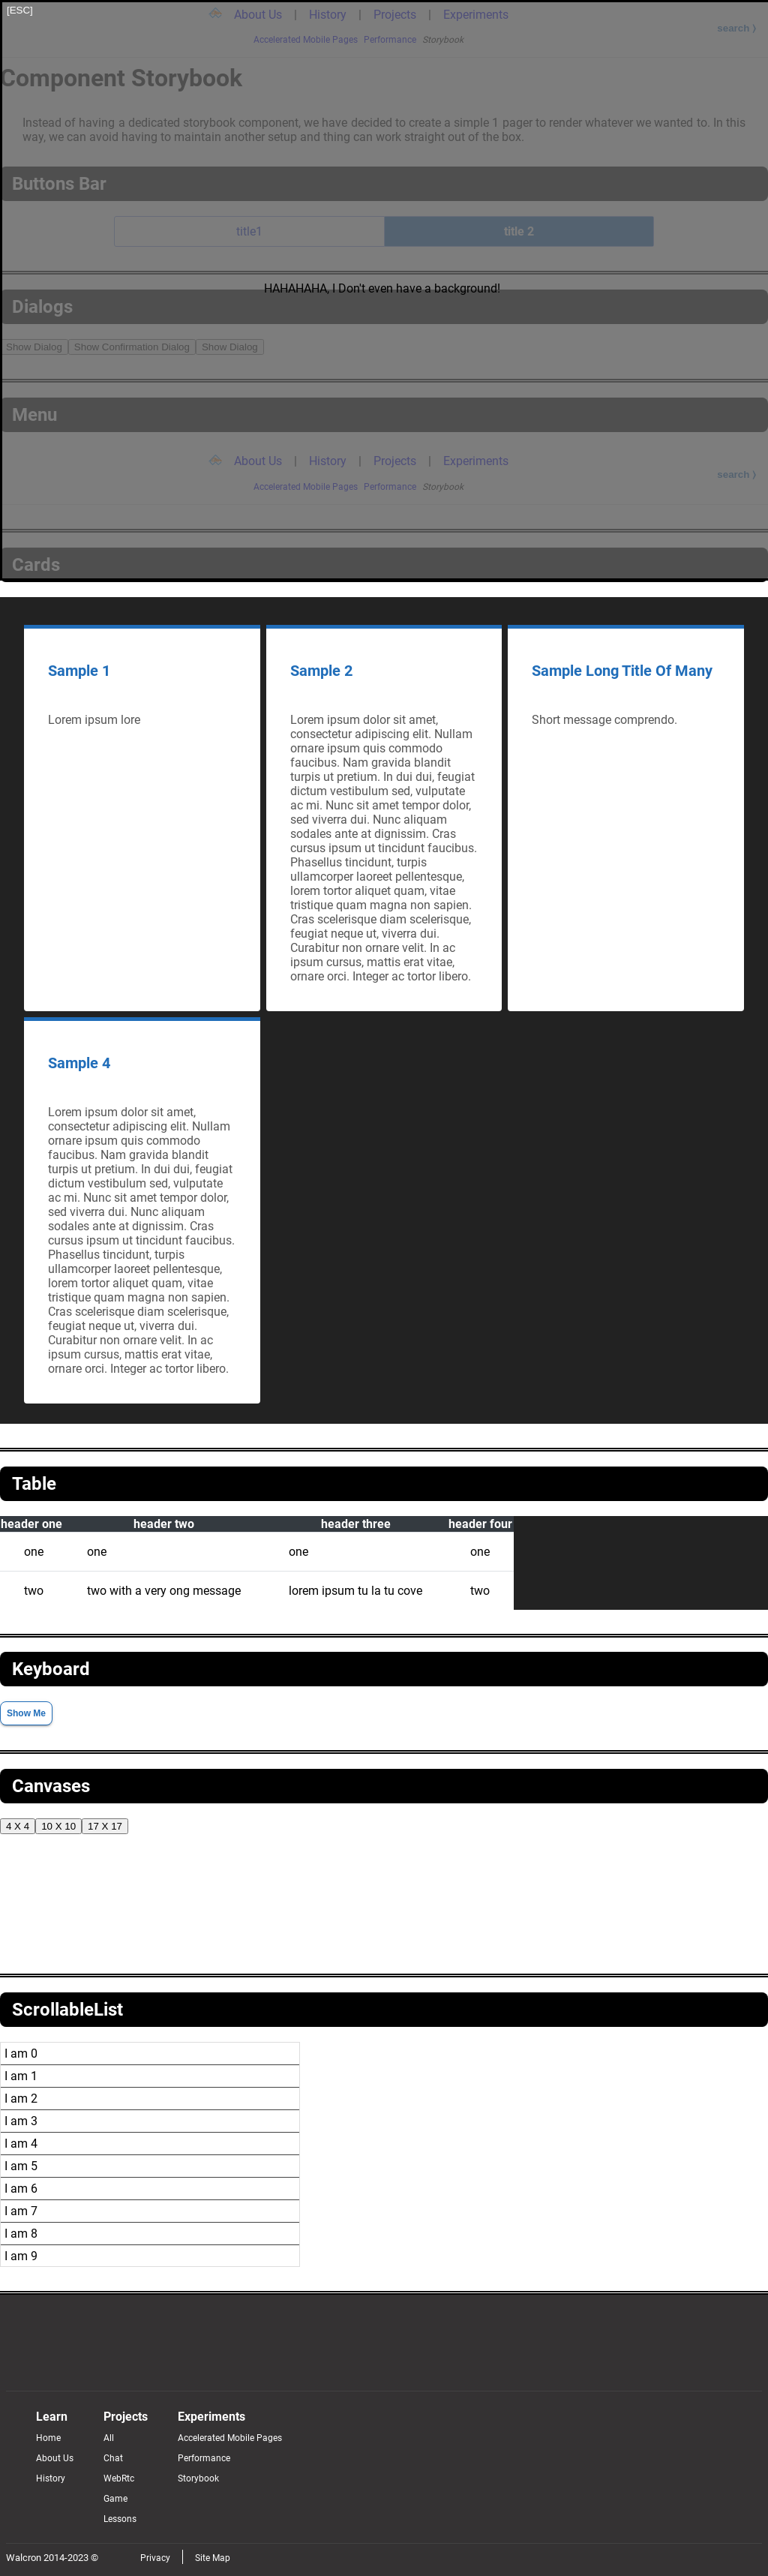 [ESC]
About Us | History | Projects | Experiments
search ⟩
Accelerated Mobile Pages Performance Storybook
Component Storybook
Instead of having a dedicated storybook component, we have decided to create a simple 1 pager to render whatever we wanted to. In this
way, we can avoid having to maintain another setup and thing can work straight out of the box.
Buttons Bar
title1 title 2
HAHAHAHA, I Don't even have a background!
Dialogs
Show Dialog Show Confirmation Dialog Show Dialog
Menu
About Us | History | Projects | Experiments
search ⟩
Accelerated Mobile Pages Performance Storybook
Cards
Sample 1
Lorem ipsum lore
Sample 2
Lorem ipsum dolor sit amet,
consectetur adipiscing elit. Nullam
ornare ipsum quis commodo
faucibus. Nam gravida blandit
turpis ut pretium. In dui dui, feugiat
dictum vestibulum sed, vulputate
ac mi. Nunc sit amet tempor dolor,
sed viverra dui. Nunc aliquam
sodales ante at dignissim. Cras
cursus ipsum ut tincidunt faucibus.
Phasellus tincidunt, turpis
ullamcorper laoreet pellentesque,
lorem tortor aliquet quam, vitae
tristique quam magna non sapien.
Cras scelerisque diam scelerisque,
feugiat neque ut, viverra dui.
Curabitur non ornare velit. In ac
ipsum cursus, mattis erat vitae,
ornare orci. Integer ac tortor libero.
Sample Long Title Of Many
Short message comprendo.
Sample 4
Lorem ipsum dolor sit amet,
consectetur adipiscing elit. Nullam
ornare ipsum quis commodo
faucibus. Nam gravida blandit
turpis ut pretium. In dui dui, feugiat
dictum vestibulum sed, vulputate
ac mi. Nunc sit amet tempor dolor,
sed viverra dui. Nunc aliquam
sodales ante at dignissim. Cras
cursus ipsum ut tincidunt faucibus.
Phasellus tincidunt, turpis
ullamcorper laoreet pellentesque,
lorem tortor aliquet quam, vitae
tristique quam magna non sapien.
Cras scelerisque diam scelerisque,
feugiat neque ut, viverra dui.
Curabitur non ornare velit. In ac
ipsum cursus, mattis erat vitae,
ornare orci. Integer ac tortor libero.
Table
header one header two header three header four
one one one one
two two with a very ong message lorem ipsum tu la tu cove two
Keyboard
Show Me
Canvases
4 X 4 10 X 10 17 X 17
ScrollableList
I am 0
I am 1
I am 2
I am 3
I am 4
I am 5
I am 6
I am 7
I am 8
I am 9
Learn
Home
About Us
History
Projects
All
Chat
WebRtc
Game
Lessons
Experiments
Accelerated Mobile Pages
Performance
Storybook
Walcron 2014-2023 © Privacy Site Map